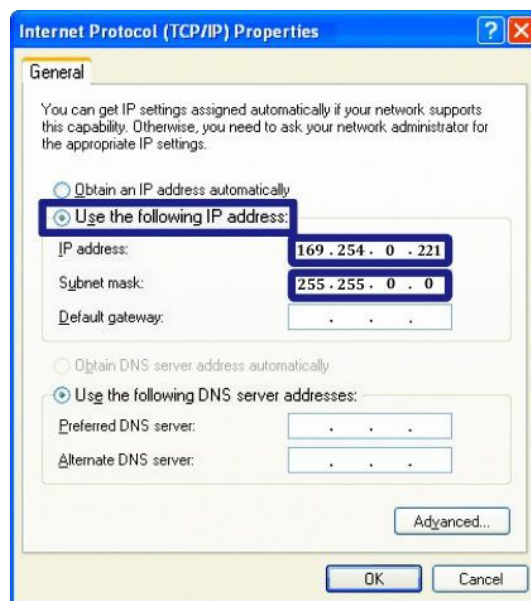 Internet Protocol (TCP/IP) Properties
General
You can get IP settings assigned automatically if your network supports
this capability. Otherwise, you need to ask your network administrator for
the appropriate IP settings.
Obtain an IP address automatically
Use the following IP address:
IP address: 169 . 254 . 0 . 221
Subnet mask: 255 . 255 . 0 . 0
Default gateway: . . .
Obtain DNS server address automatically
Use the following DNS server addresses:
Preferred DNS server: . . .
Alternate DNS server: . . .
Advanced...
OK Cancel